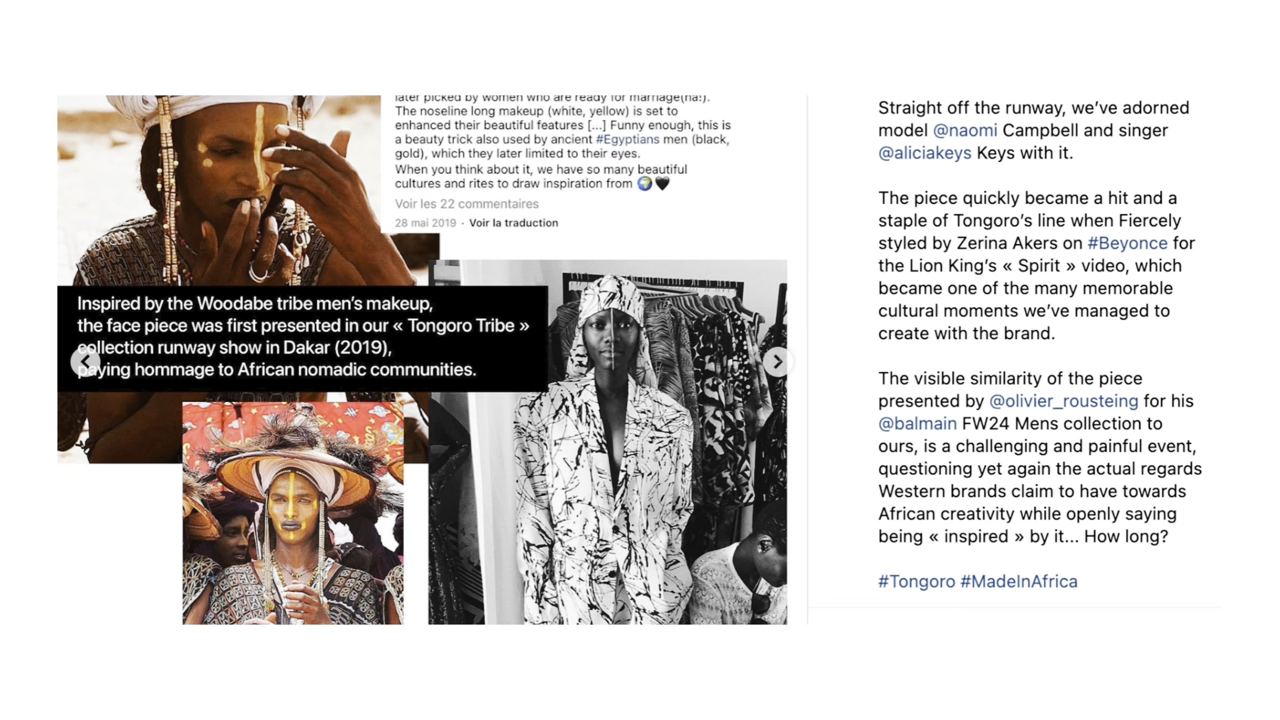 later picked by women who are ready for marriage(ha!).
The noseline long makeup (white, yellow) is set to
enhanced their beautiful features [...] Funny enough, this is
a beauty trick also used by ancient #Egyptians men (black,
gold), which they later limited to their eyes.
When you think about it, we have so many beautiful
cultures and rites to draw inspiration from 🌍🖤
Voir les 22 commentaires
28 mai 2019 · Voir la traduction
Inspired by the Woodabe tribe men's makeup,
the face piece was first presented in our « Tongoro Tribe »
collection runway show in Dakar (2019),
paying hommage to African nomadic communities.
Straight off the runway, we've adorned
model @naomi Campbell and singer
@aliciakeys Keys with it.
The piece quickly became a hit and a
staple of Tongoro's line when Fiercely
styled by Zerina Akers on #Beyonce for
the Lion King's « Spirit » video, which
became one of the many memorable
cultural moments we've managed to
create with the brand.
The visible similarity of the piece
presented by @olivier_rousteing for his
@balmain FW24 Mens collection to
ours, is a challenging and painful event,
questioning yet again the actual regards
Western brands claim to have towards
African creativity while openly saying
being « inspired » by it... How long?
#Tongoro #MadeInAfrica